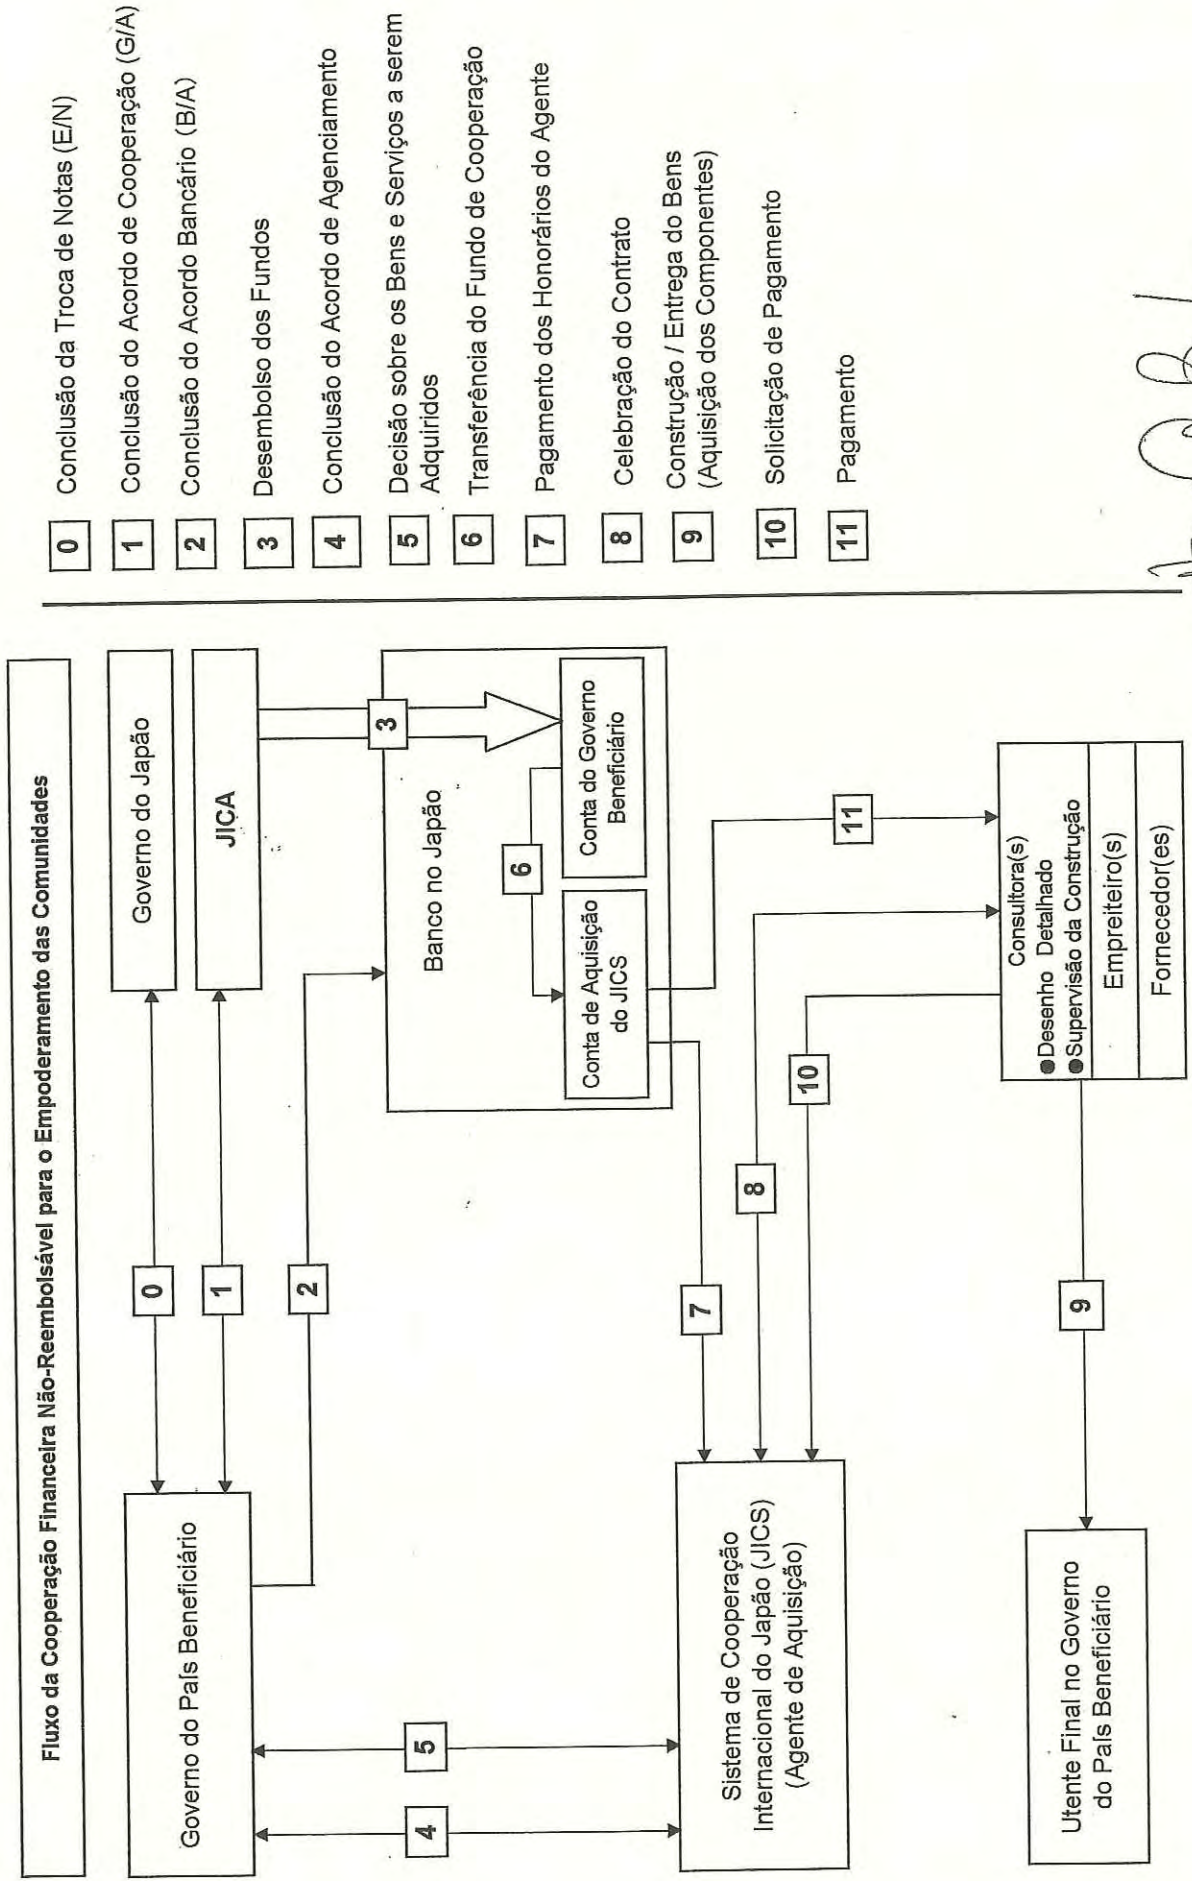 Fluxo da Cooperação Financeira Não-Reembolsável para o Empoderamento das Comunidades
Governo do País Beneficiário
0
1
2
Governo do Japão
JICA
3
Banco no Japão
6
Conta de Aquisição
do JICS
Conta do Governo
Beneficiário
4
5
7
8
10
11
Sistema de Cooperação
Internacional do Japão (JICS)
(Agente de Aquisição)
Consultora(s)
●Desenho Detalhado
●Supervisão da Construção
Empreiteiro(s)
Fornecedor(es)
9
Utente Final no Governo
do País Beneficiário
0 Conclusão da Troca de Notas (E/N)
1 Conclusão do Acordo de Cooperação (G/A)
2 Conclusão do Acordo Bancário (B/A)
3 Desembolso dos Fundos
4 Conclusão do Acordo de Agenciamento
5 Decisão sobre os Bens e Serviços a serem
Adquiridos
6 Transferência do Fundo de Cooperação
7 Pagamento dos Honorários do Agente
8 Celebração do Contrato
9 Construção / Entrega do Bens
(Aquisição dos Componentes)
10 Solicitação de Pagamento
11 Pagamento